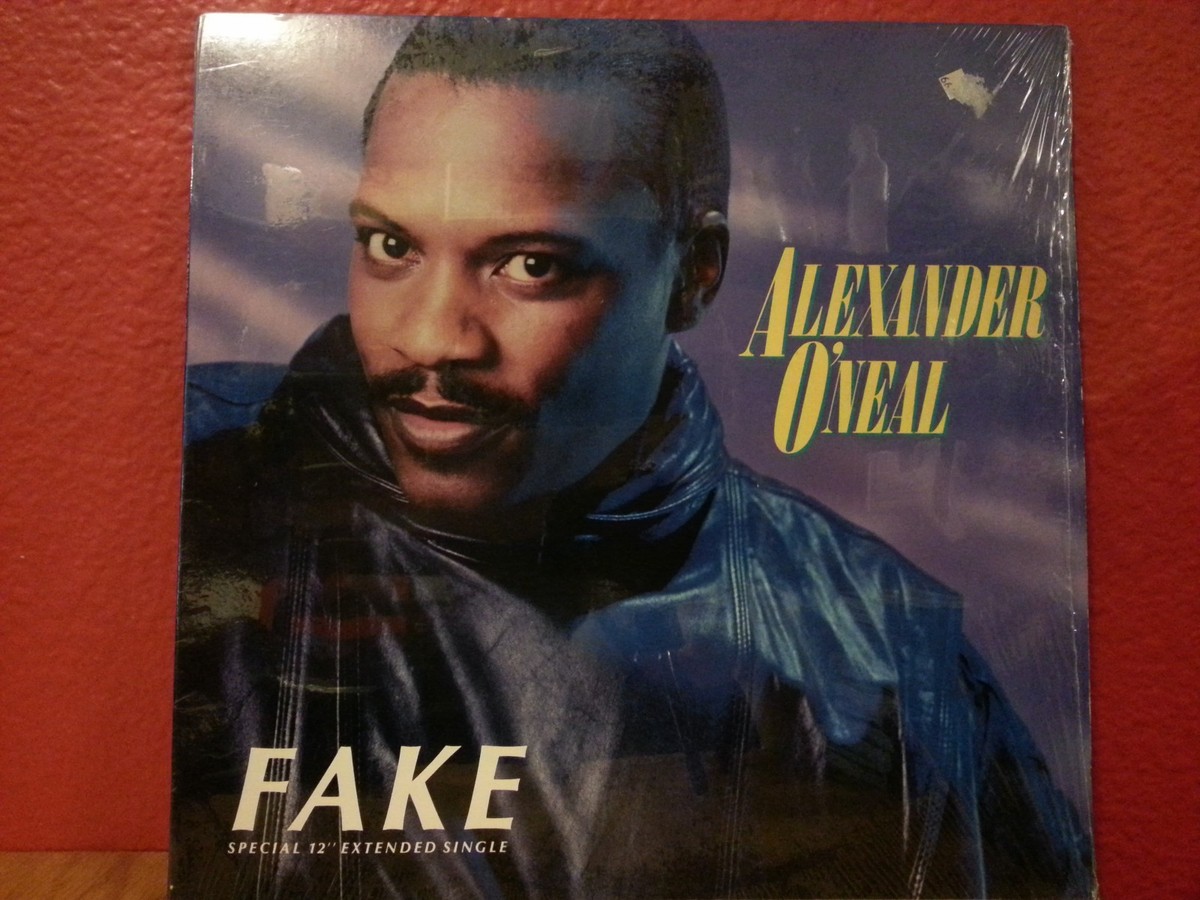 ALEXANDER
O'NEAL
FAKE
SPECIAL 12'' EXTENDED SINGLE